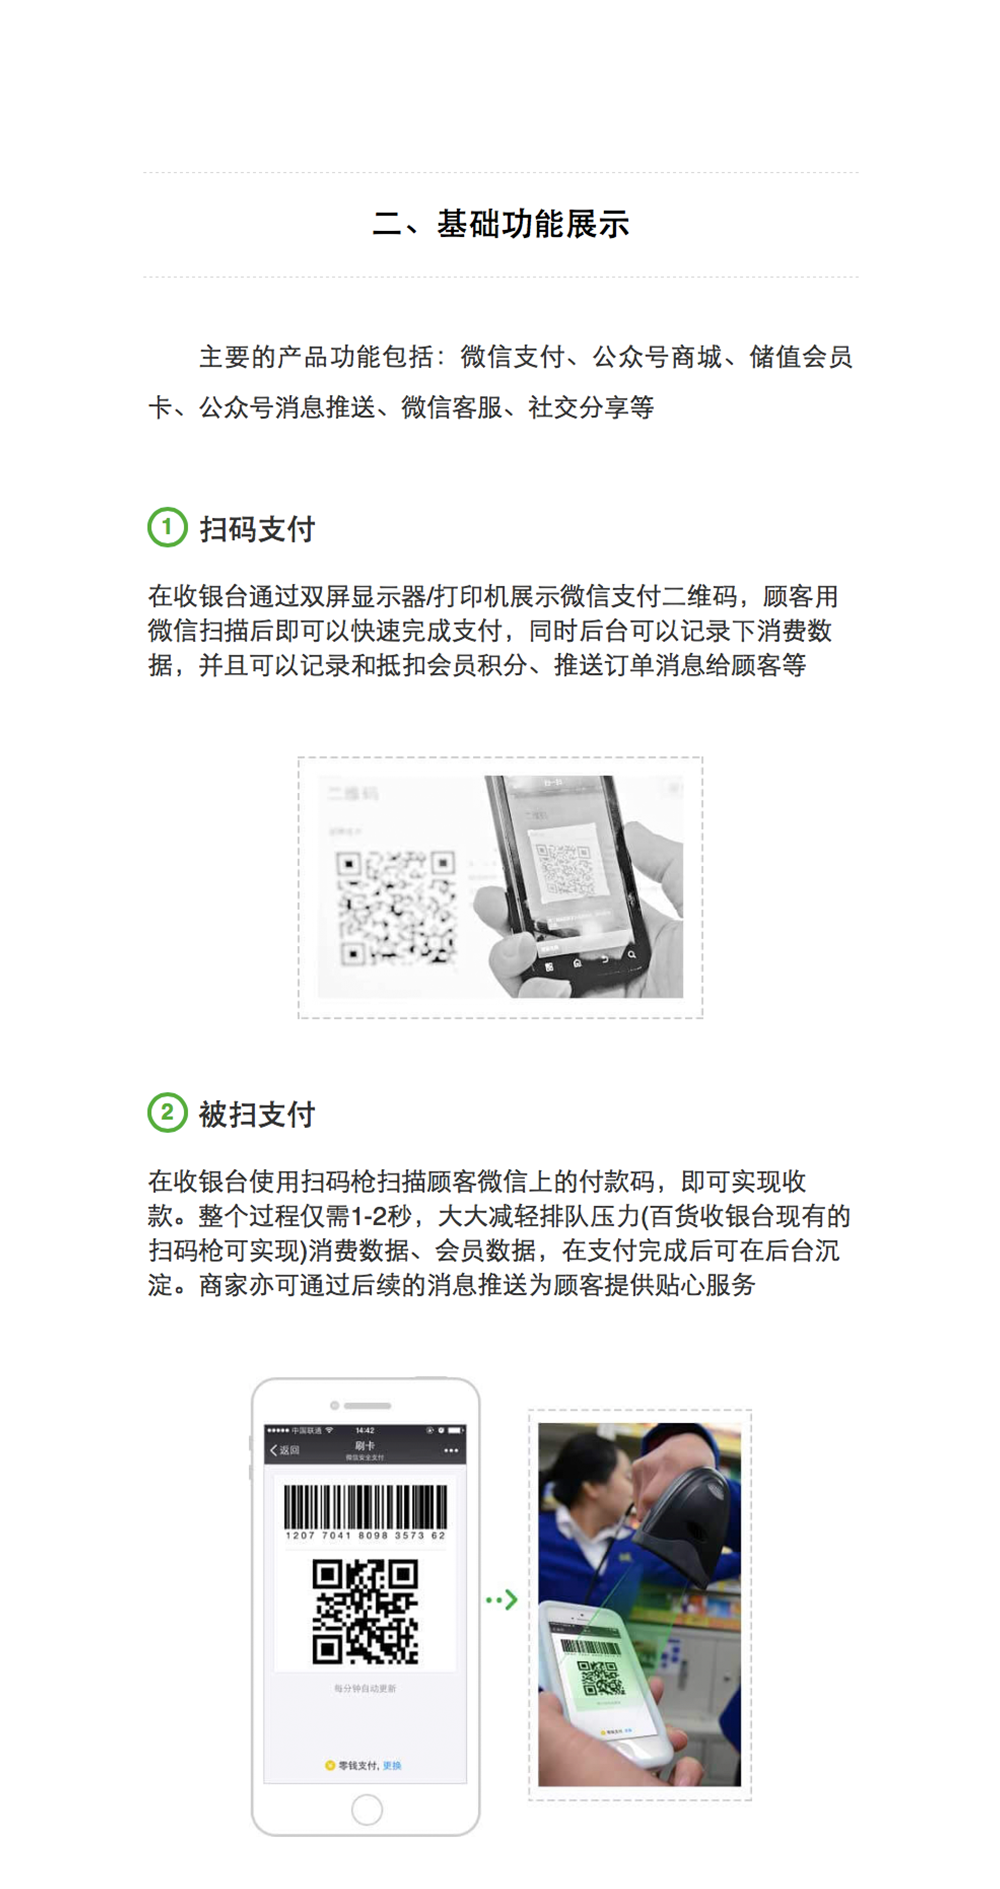 二、基础功能展示
主要的产品功能包括：微信支付、公众号商城、储值会员
卡、公众号消息推送、微信客服、社交分享等
1 扫码支付
在收银台通过双屏显示器/打印机展示微信支付二维码，顾客用
微信扫描后即可以快速完成支付，同时后台可以记录下消费数
据，并且可以记录和抵扣会员积分、推送订单消息给顾客等
二维码
扫一扫
二维码
2 被扫支付
在收银台使用扫码枪扫描顾客微信上的付款码，即可实现收
款。整个过程仅需1-2秒，大大减轻排队压力(百货收银台现有的
扫码枪可实现)消费数据、会员数据，在支付完成后可在后台沉
淀。商家亦可通过后续的消息推送为顾客提供贴心服务
中国联通 14:42
返回 刷卡
微信安全支付
1207 7041 8098 3573 62
每分钟自动更新
零钱支付, 更换
零钱支付 更换